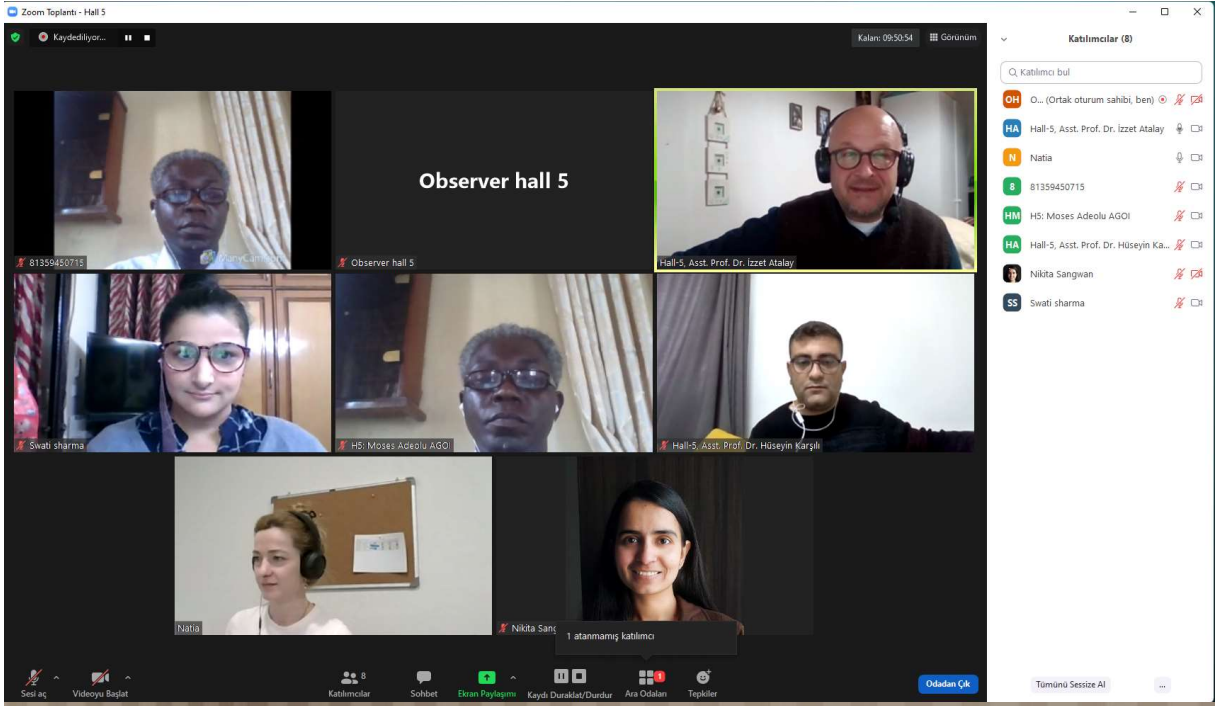 Zoom Toplantı - Hall 5
Kaydediliyor...
Kalan: 09:50:54
Görünüm
ManyCam
81359450715
Observer hall 5
Observer hall 5
Hall-5, Asst. Prof. Dr. İzzet Atalay
Swati sharma
H5: Moses Adeolu AGOI
Hall-5, Asst. Prof. Dr. Hüseyin Karşılı
Natia
Nikita Sang
1 atanmamış katılımcı
Sesi aç
Videoyu Başlat
8
Katılımcılar
Sohbet
Ekran Paylaşımı
Kaydı Duraklat/Durdur
1
Ara Odaları
Tepkiler
Odadan Çık
Katılımcılar (8)
Katılımcı bul
OH O... (Ortak oturum sahibi, ben)
HA Hall-5, Asst. Prof. Dr. İzzet Atalay
N Natia
8 81359450715
HM H5: Moses Adeolu AGOI
HA Hall-5, Asst. Prof. Dr. Hüseyin Ka...
Nikita Sangwan
SS Swati sharma
Tümünü Sessize Al
...